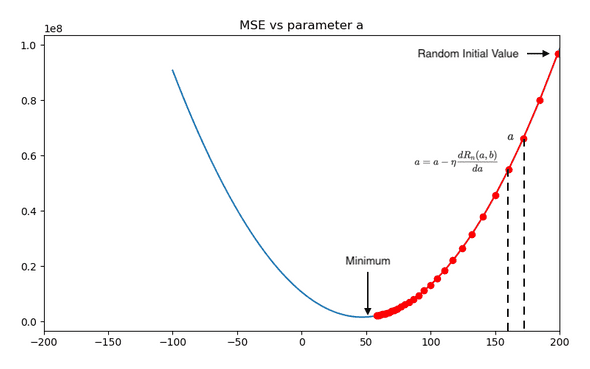 MSE vs parameter a
1e8
1.0
0.8
0.6
0.4
0.2
0.0
Random Initial Value
a
a = a − η dRₙ(a, b)/da
Minimum
−200 −150 −100 −50 0 50 100 150 200